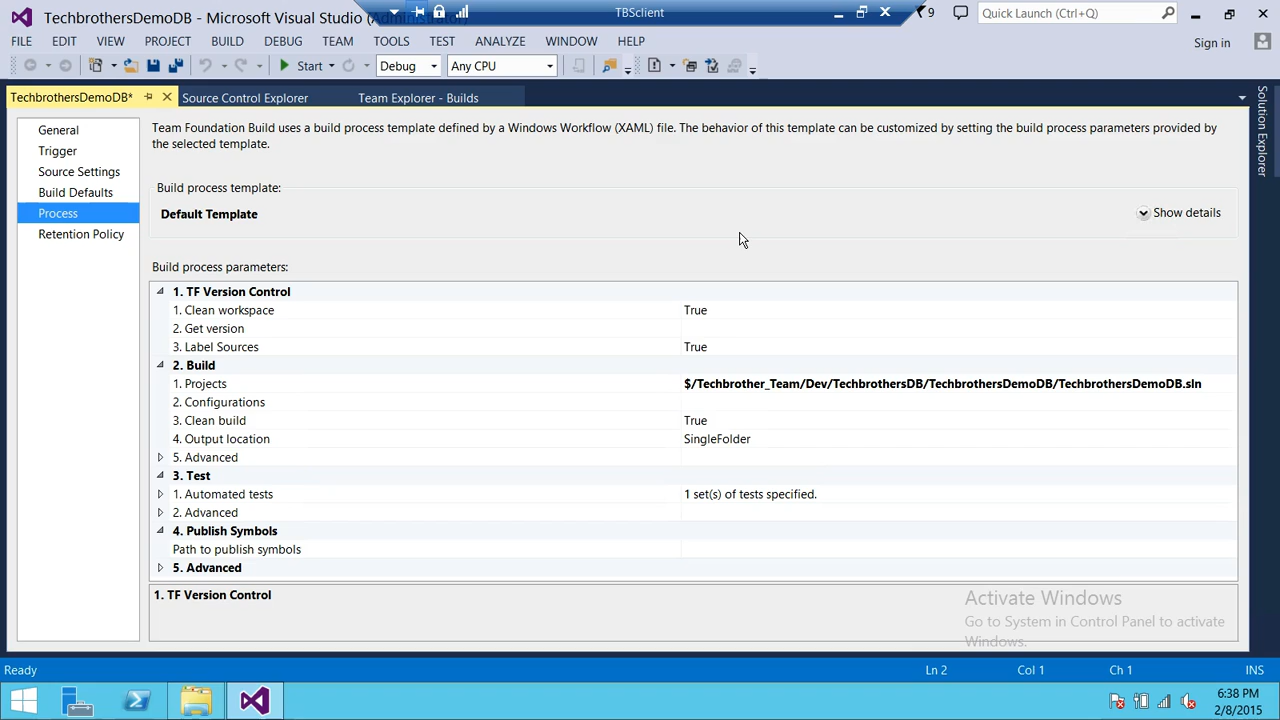 TechbrothersDemoDB - Microsoft Visual Studio (Administrator)
TBSclient
9
Quick Launch (Ctrl+Q)
FILE EDIT VIEW PROJECT BUILD DEBUG TEAM TOOLS TEST ANALYZE WINDOW HELP
Sign in
Start Debug Any CPU
TechbrothersDemoDB* Source Control Explorer Team Explorer - Builds
Solution Explorer
General
Trigger
Source Settings
Build Defaults
Process
Retention Policy
Team Foundation Build uses a build process template defined by a Windows Workflow (XAML) file. The behavior of this template can be customized by setting the build process parameters provided by
the selected template.
Build process template:
Default Template
Show details
Build process parameters:
1. TF Version Control
1. Clean workspace True
2. Get version
3. Label Sources True
2. Build
1. Projects $/Techbrother_Team/Dev/TechbrothersDB/TechbrothersDemoDB/TechbrothersDemoDB.sln
2. Configurations
3. Clean build True
4. Output location SingleFolder
5. Advanced
3. Test
1. Automated tests 1 set(s) of tests specified.
2. Advanced
4. Publish Symbols
Path to publish symbols
5. Advanced
1. TF Version Control
Activate Windows
Go to System in Control Panel to activate
Windows.
Ready Ln 2 Col 1 Ch 1 INS
6:38 PM
2/8/2015